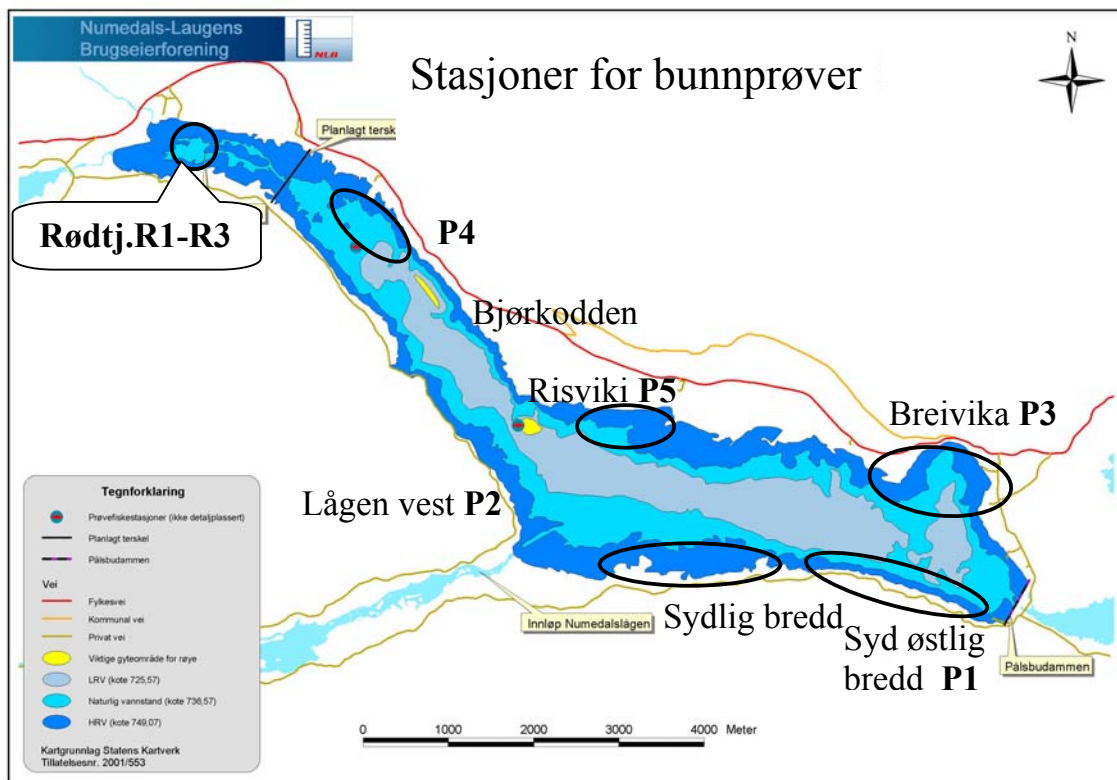 Numedals-Laugens
Brugseierforening
NLB
Stasjoner for bunnprøver
N
Planlagt tersk
Rødtj.R1-R3
P4
Bjørkodden
Risviki P5
Breivika P3
Lågen vest P2
Sydlig bredd
Syd østlig
bredd P1
Innløp Numedalslågen
Pålsbudammen
Tegnforklaring
Prøvefiskestasjoner (ikke detaljplassert)
Planlagt terskel
Pålsbudammen
Vei
Fylkesvei
Kommunal vei
Privat vei
Viktige gyteområde for røye
LRV (kote 725,57)
Naturlig vannstand (kote 736,57)
HRV (kote 749,07)
Kartgrunnlag Statens Kartverk
Tillatelsesnr. 2001/553
0 1000 2000 3000 4000 Meter